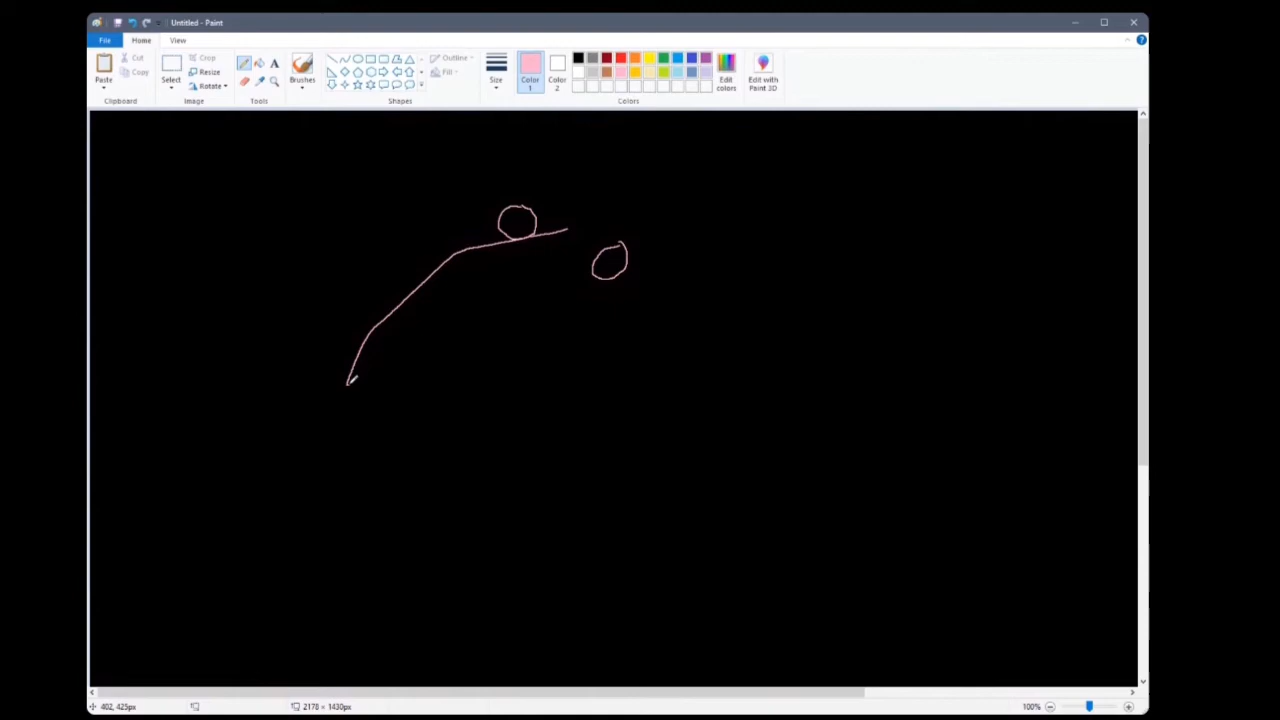 Untitled - Paint
File Home View
Paste Cut Copy Clipboard
Select Crop Resize Rotate Image
Tools
Brushes
Outline Fill Shapes
Size
Color 1
Color 2
Edit colors
Edit with Paint 3D
Colors
402, 425px
2178 × 1430px
100%